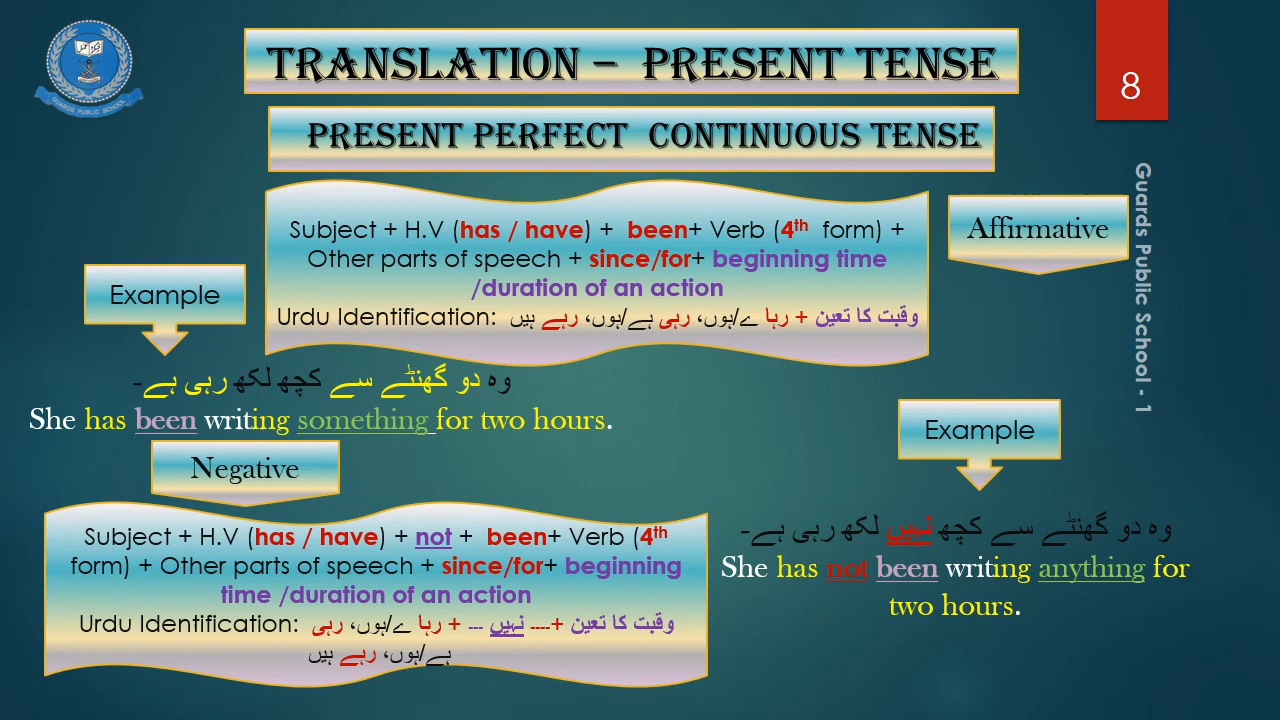 TRANSLATION – PRESENT TENSE
8
PRESENT PERFECT CONTINUOUS TENSE
Subject + H.V (has / have) + been+ Verb (4th form) +
Other parts of speech + since/for+ beginning time
/duration of an action
Urdu Identification: وقبت کا تعین + رہا ے/ہوں، رہی ہے/ہوں، رہے ہیں
Affirmative
Guards Public School - 1
Example
وہ دو گھنٹے سے کچھ لکھ رہی ہے۔
She has been writing something for two hours.
Negative
Subject + H.V (has / have) + not + been+ Verb (4th
form) + Other parts of speech + since/for+ beginning
time /duration of an action
Urdu Identification: وقبت کا تعین +---- نہیں --- + رہا ے/ہوں، رہی
ہے/ہوں، رہے ہیں
Example
وہ دو گھنٹے سے کچھ نہیں لکھ رہی ہے۔
She has not been writing anything for
two hours.
GUARDS PUBLIC SCHOOL